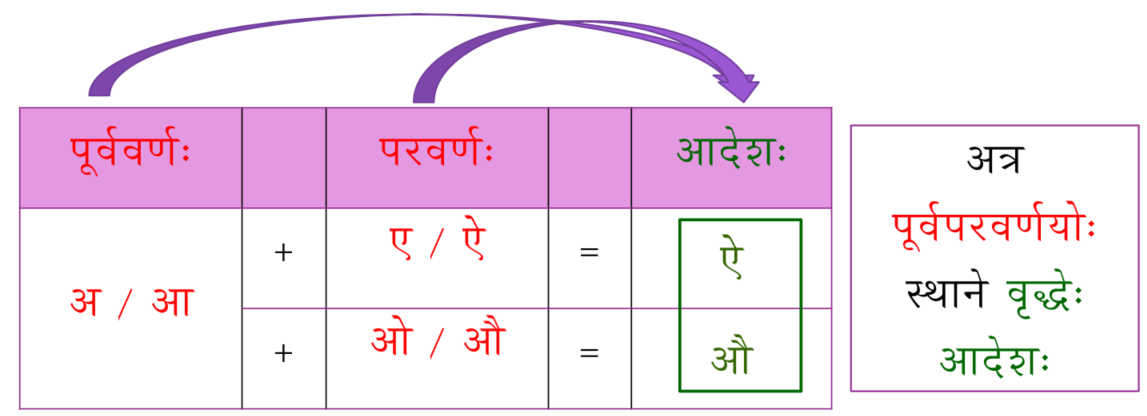 पूर्ववर्णः परवर्णः आदेशः
अ / आ + ए / ऐ = ऐ
+ ओ / औ = औ
अत्र
पूर्वपरवर्णयोः
स्थाने वृद्धेः
आदेशः